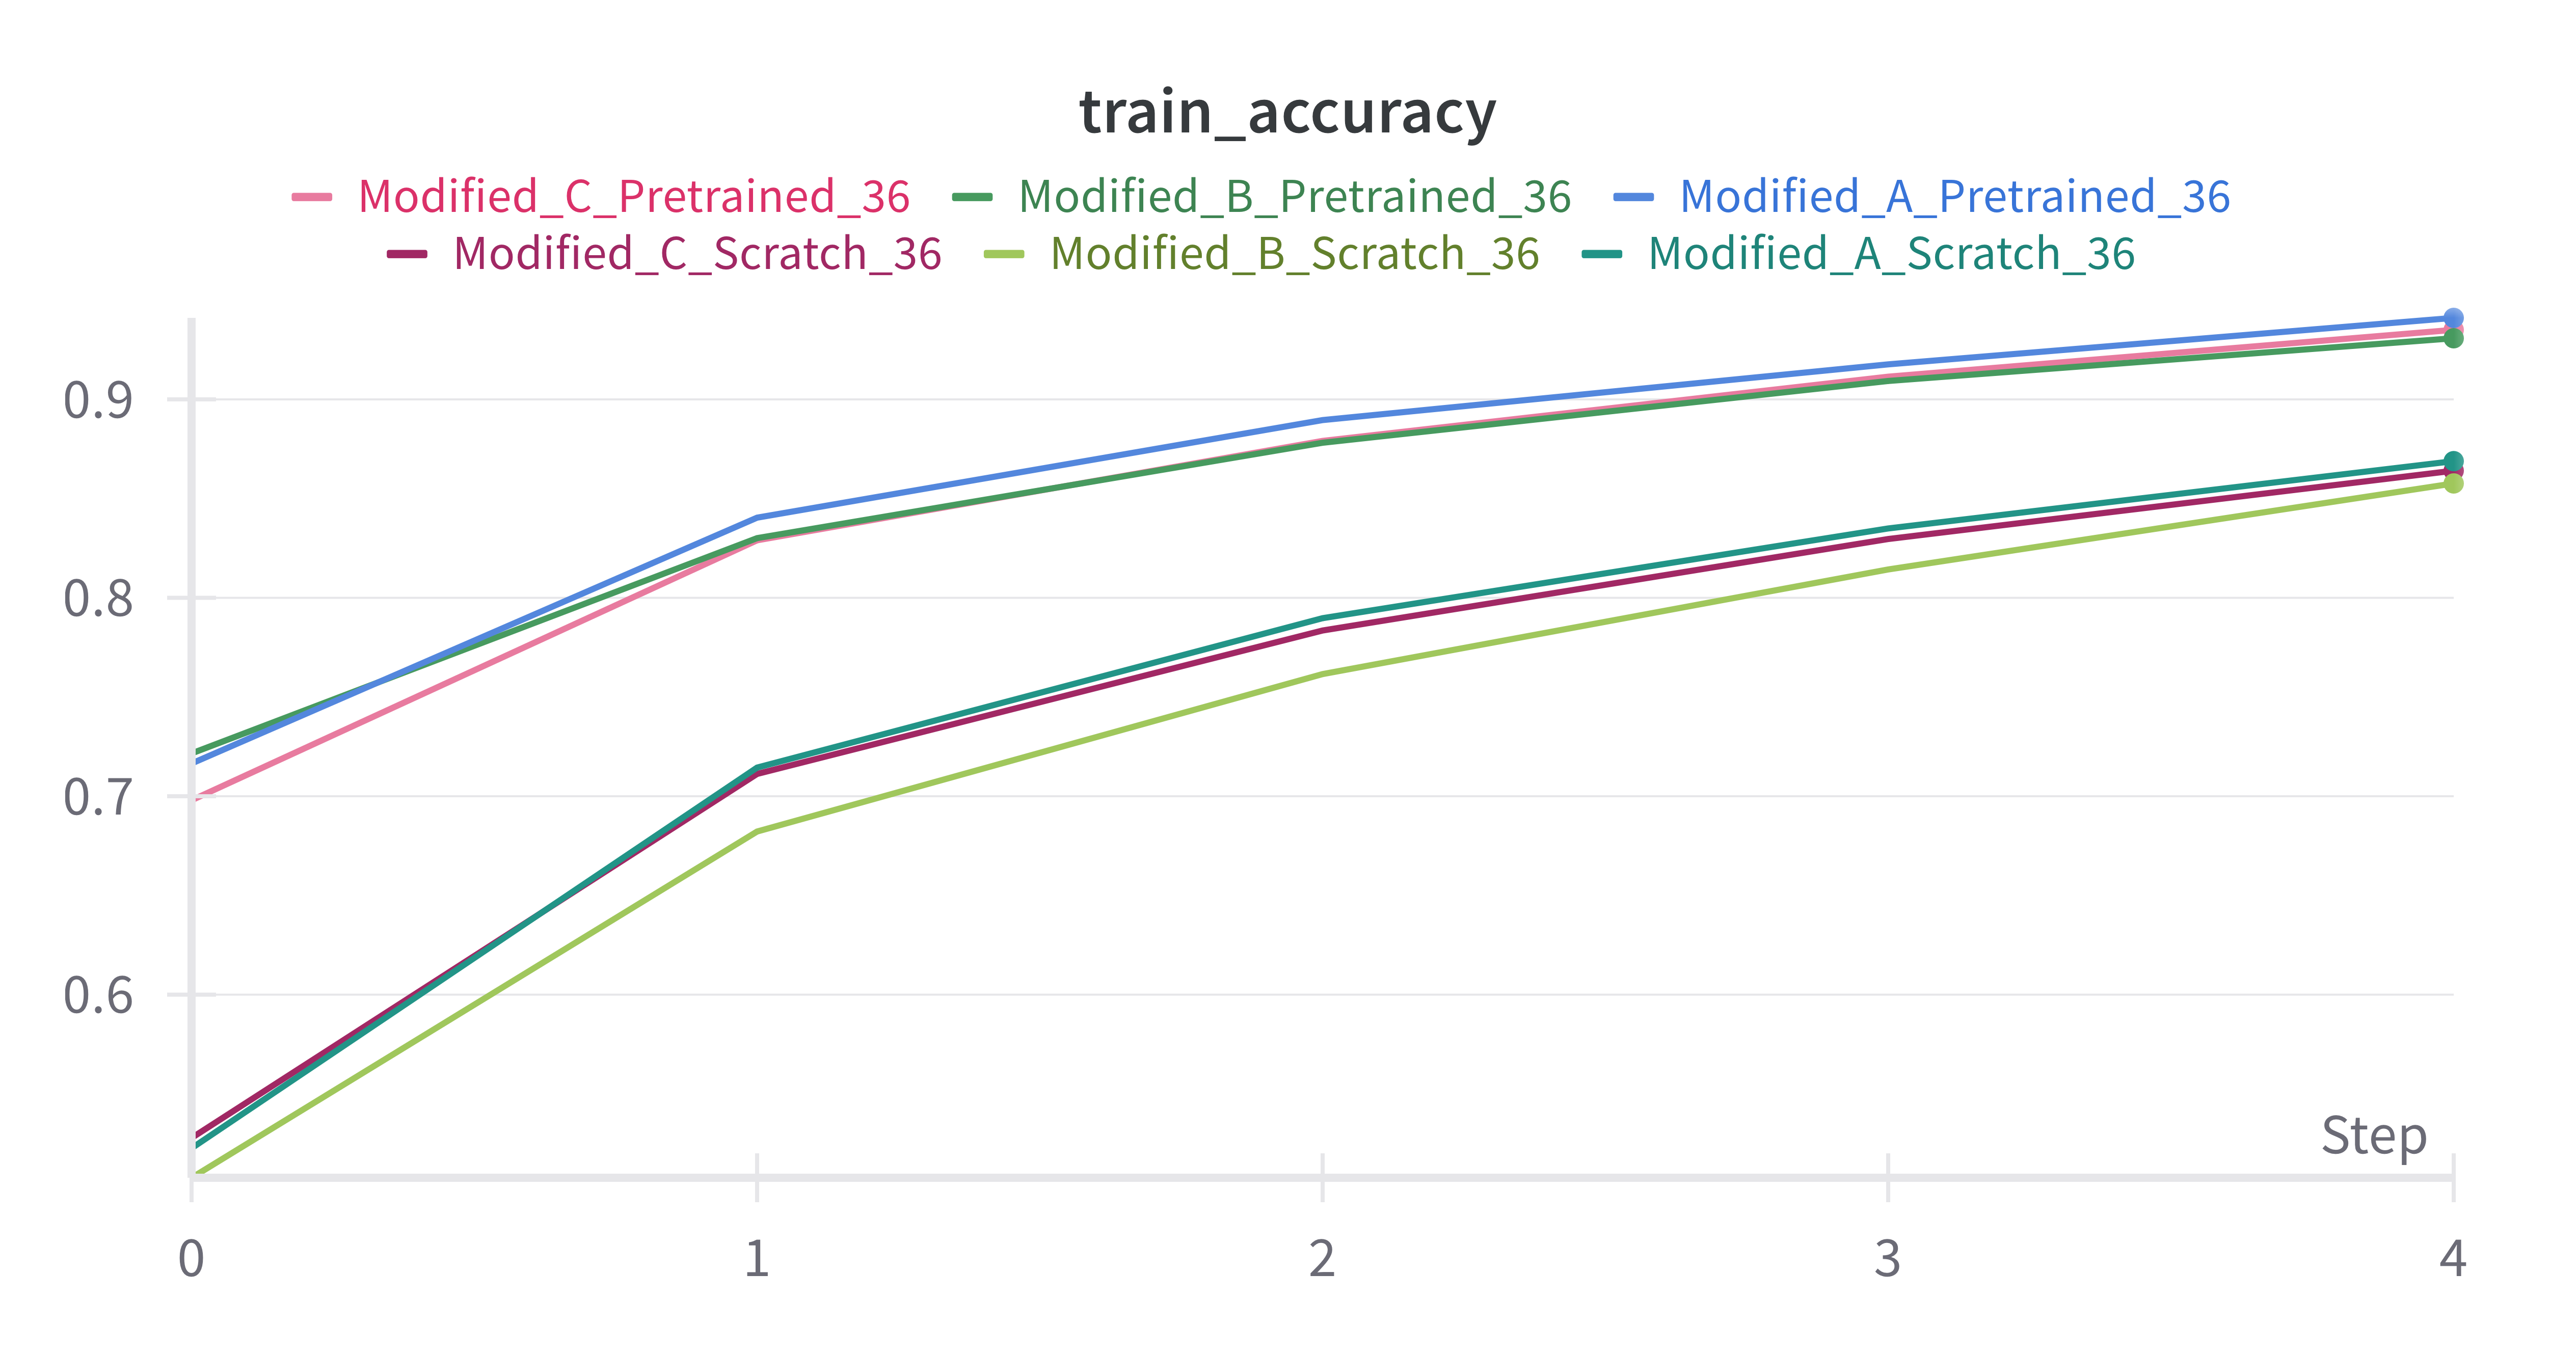 train_accuracy
Modified_C_Pretrained_36 Modified_B_Pretrained_36 Modified_A_Pretrained_36
Modified_C_Scratch_36 Modified_B_Scratch_36 Modified_A_Scratch_36
0.9
0.8
0.7
0.6
Step
0 1 2 3 4